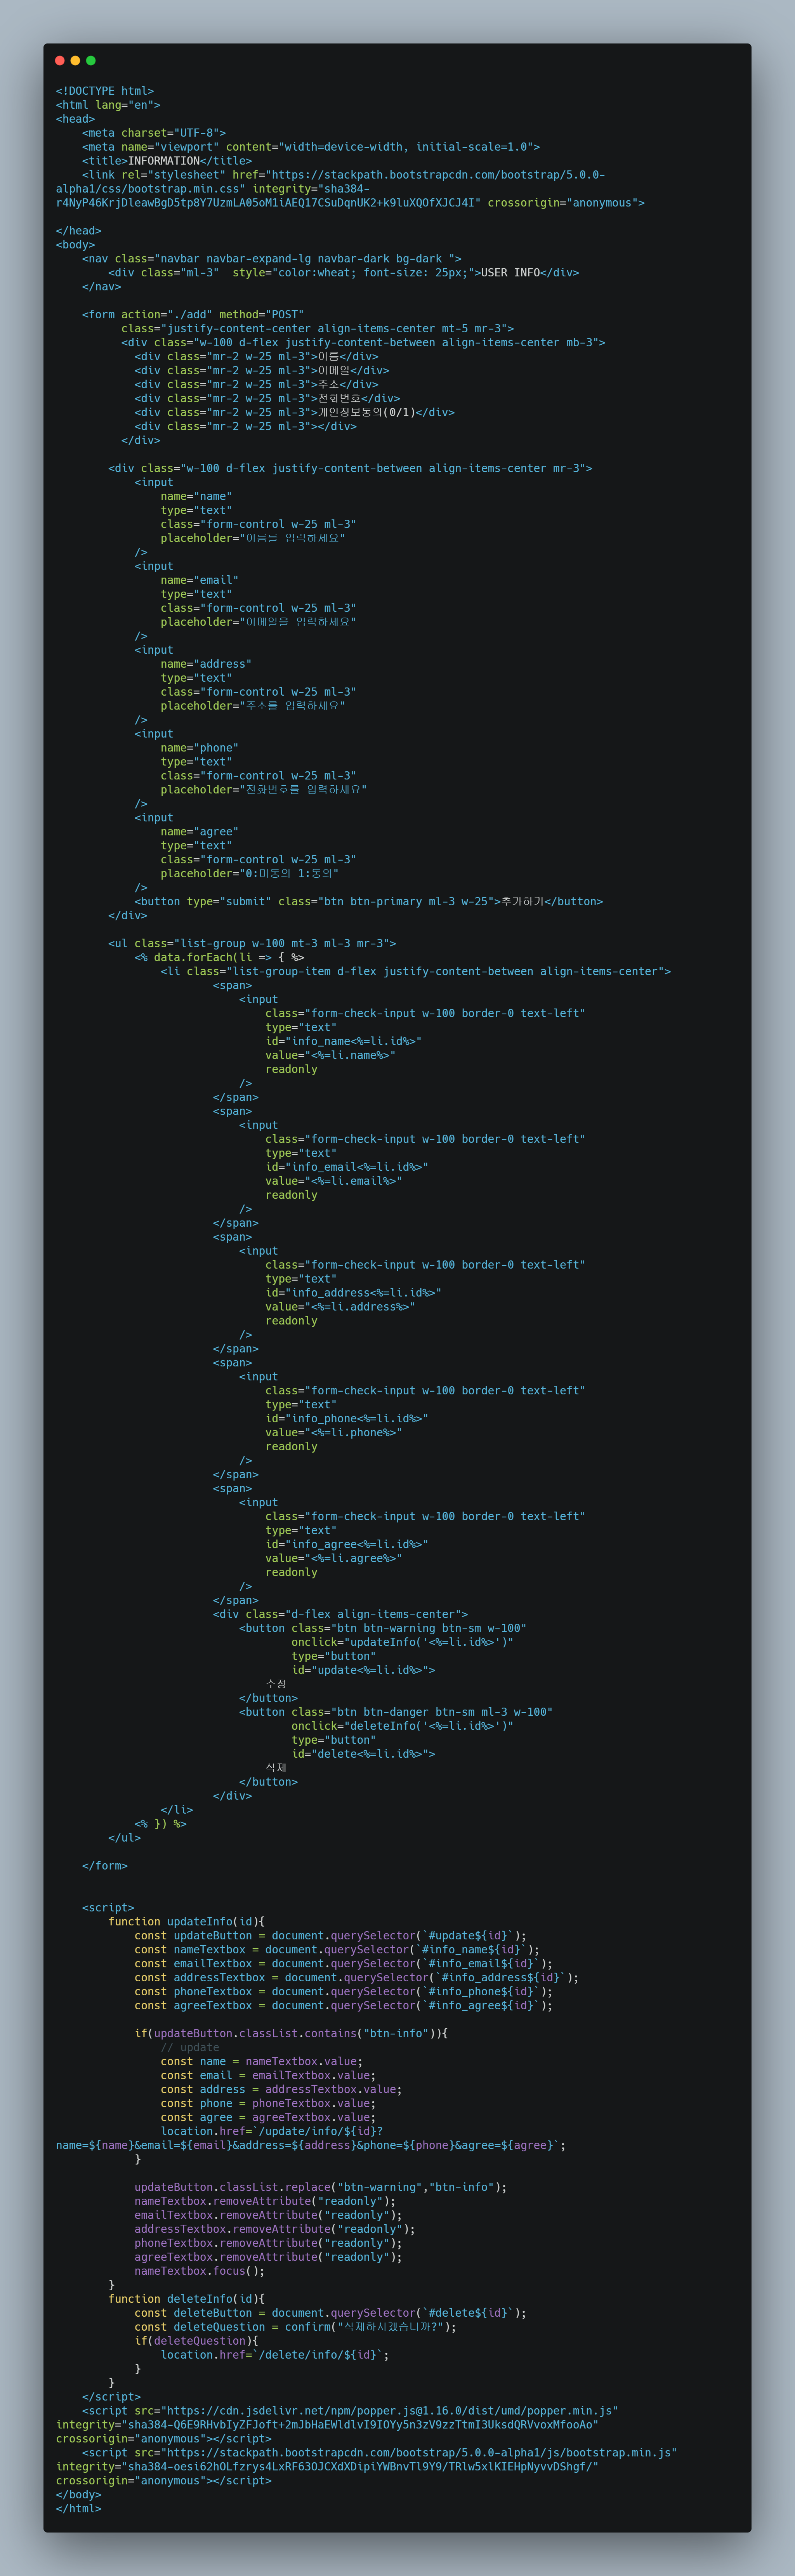 <!DOCTYPE html>
<html lang="en">
<head>
    <meta charset="UTF-8">
    <meta name="viewport" content="width=device-width, initial-scale=1.0">
    <title>INFORMATION</title>
    <link rel="stylesheet" href="https://stackpath.bootstrapcdn.com/bootstrap/5.0.0-
alpha1/css/bootstrap.min.css" integrity="sha384-
r4NyP46KrjDleawBgD5tp8Y7UzmLA05oM1iAEQ17CSuDqnUK2+k9luXQOfXJCJ4I" crossorigin="anonymous">

</head>
<body>
    <nav class="navbar navbar-expand-lg navbar-dark bg-dark ">
        <div class="ml-3"  style="color:wheat; font-size: 25px;">USER INFO</div>
    </nav>

    <form action="./add" method="POST"
          class="justify-content-center align-items-center mt-5 mr-3">
          <div class="w-100 d-flex justify-content-between align-items-center mb-3">
            <div class="mr-2 w-25 ml-3">이름</div>
            <div class="mr-2 w-25 ml-3">이메일</div>
            <div class="mr-2 w-25 ml-3">주소</div>
            <div class="mr-2 w-25 ml-3">전화번호</div>
            <div class="mr-2 w-25 ml-3">개인정보동의(0/1)</div>
            <div class="mr-2 w-25 ml-3"></div>
          </div>

        <div class="w-100 d-flex justify-content-between align-items-center mr-3">
            <input
                name="name"
                type="text"
                class="form-control w-25 ml-3"
                placeholder="이름를 입력하세요"
            />
            <input
                name="email"
                type="text"
                class="form-control w-25 ml-3"
                placeholder="이메일을 입력하세요"
            />
            <input
                name="address"
                type="text"
                class="form-control w-25 ml-3"
                placeholder="주소를 입력하세요"
            />
            <input
                name="phone"
                type="text"
                class="form-control w-25 ml-3"
                placeholder="전화번호를 입력하세요"
            />
            <input
                name="agree"
                type="text"
                class="form-control w-25 ml-3"
                placeholder="0:미동의 1:동의"
            />
            <button type="submit" class="btn btn-primary ml-3 w-25">추가하기</button>
        </div>

        <ul class="list-group w-100 mt-3 ml-3 mr-3">
            <% data.forEach(li => { %>
                <li class="list-group-item d-flex justify-content-between align-items-center">
                        <span>
                            <input
                                class="form-check-input w-100 border-0 text-left"
                                type="text"
                                id="info_name<%=li.id%>"
                                value="<%=li.name%>"
                                readonly
                            />
                        </span>
                        <span>
                            <input
                                class="form-check-input w-100 border-0 text-left"
                                type="text"
                                id="info_email<%=li.id%>"
                                value="<%=li.email%>"
                                readonly
                            />
                        </span>
                        <span>
                            <input
                                class="form-check-input w-100 border-0 text-left"
                                type="text"
                                id="info_address<%=li.id%>"
                                value="<%=li.address%>"
                                readonly
                            />
                        </span>
                        <span>
                            <input
                                class="form-check-input w-100 border-0 text-left"
                                type="text"
                                id="info_phone<%=li.id%>"
                                value="<%=li.phone%>"
                                readonly
                            />
                        </span>
                        <span>
                            <input
                                class="form-check-input w-100 border-0 text-left"
                                type="text"
                                id="info_agree<%=li.id%>"
                                value="<%=li.agree%>"
                                readonly
                            />
                        </span>
                        <div class="d-flex align-items-center">
                            <button class="btn btn-warning btn-sm w-100"
                                    onclick="updateInfo('<%=li.id%>')"
                                    type="button"
                                    id="update<%=li.id%>">
                                수정
                            </button>
                            <button class="btn btn-danger btn-sm ml-3 w-100"
                                    onclick="deleteInfo('<%=li.id%>')"
                                    type="button"
                                    id="delete<%=li.id%>">
                                삭제
                            </button>
                        </div>
                </li>
            <% }) %>
        </ul>

    </form>


    <script>
        function updateInfo(id){
            const updateButton = document.querySelector(`#update${id}`);
            const nameTextbox = document.querySelector(`#info_name${id}`);
            const emailTextbox = document.querySelector(`#info_email${id}`);
            const addressTextbox = document.querySelector(`#info_address${id}`);
            const phoneTextbox = document.querySelector(`#info_phone${id}`);
            const agreeTextbox = document.querySelector(`#info_agree${id}`);

            if(updateButton.classList.contains("btn-info")){
                // update
                const name = nameTextbox.value;
                const email = emailTextbox.value;
                const address = addressTextbox.value;
                const phone = phoneTextbox.value;
                const agree = agreeTextbox.value;
                location.href=`/update/info/${id}?
name=${name}&email=${email}&address=${address}&phone=${phone}&agree=${agree}`;
            }

            updateButton.classList.replace("btn-warning","btn-info");
            nameTextbox.removeAttribute("readonly");
            emailTextbox.removeAttribute("readonly");
            addressTextbox.removeAttribute("readonly");
            phoneTextbox.removeAttribute("readonly");
            agreeTextbox.removeAttribute("readonly");
            nameTextbox.focus();
        }
        function deleteInfo(id){
            const deleteButton = document.querySelector(`#delete${id}`);
            const deleteQuestion = confirm("삭제하시겠습니까?");
            if(deleteQuestion){
                location.href=`/delete/info/${id}`;
            }
        }
    </script>
    <script src="https://cdn.jsdelivr.net/npm/popper.js@1.16.0/dist/umd/popper.min.js"
integrity="sha384-Q6E9RHvbIyZFJoft+2mJbHaEWldlvI9IOYy5n3zV9zzTtmI3UksdQRVvoxMfooAo"
crossorigin="anonymous"></script>
    <script src="https://stackpath.bootstrapcdn.com/bootstrap/5.0.0-alpha1/js/bootstrap.min.js"
integrity="sha384-oesi62hOLfzrys4LxRF63OJCXdXDipiYWBnvTl9Y9/TRlw5xlKIEHpNyvvDShgf/"
crossorigin="anonymous"></script>
</body>
</html>